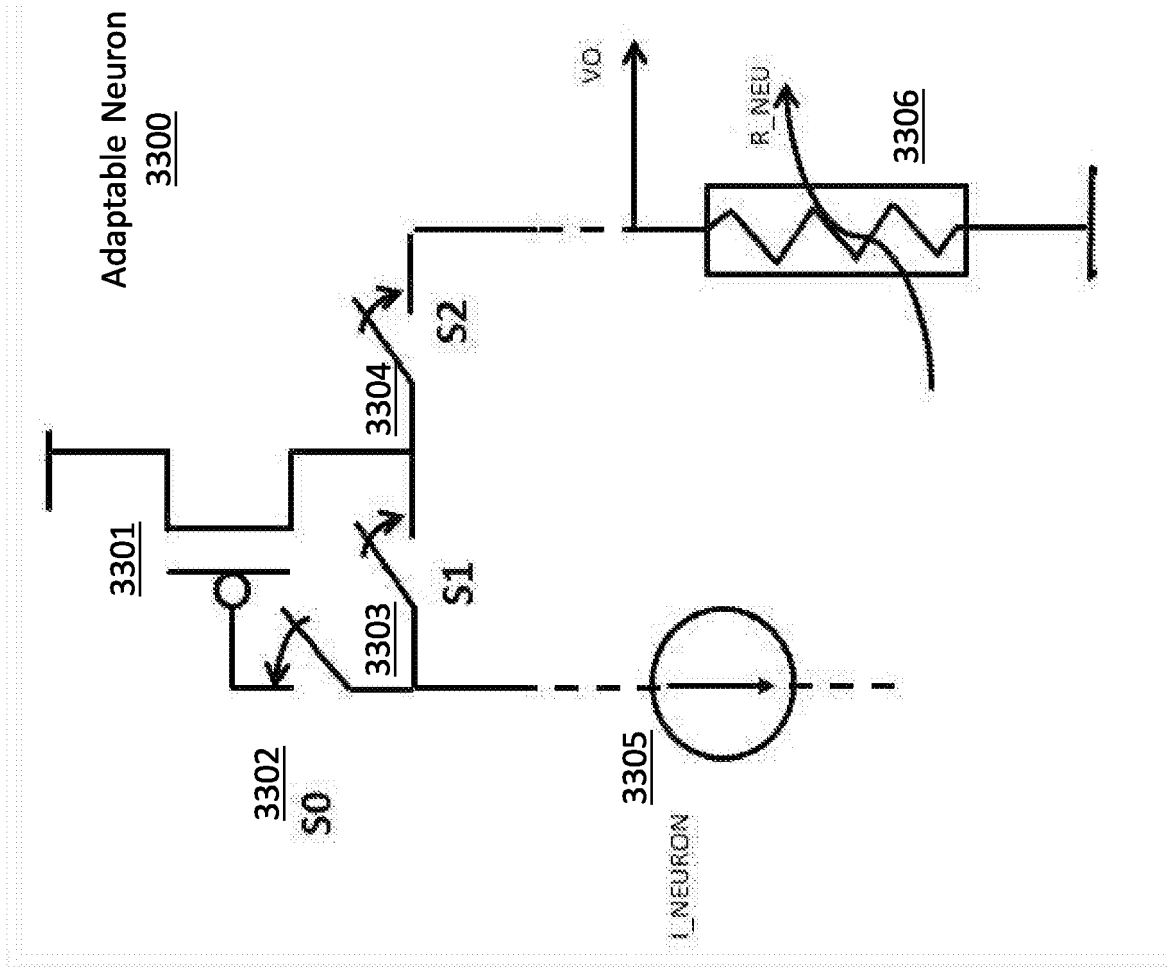 Adaptable Neuron
3300
3301
3302
S0
3303
S1
3304
S2
VO
R_NEU
3306
3305
I_NEURON